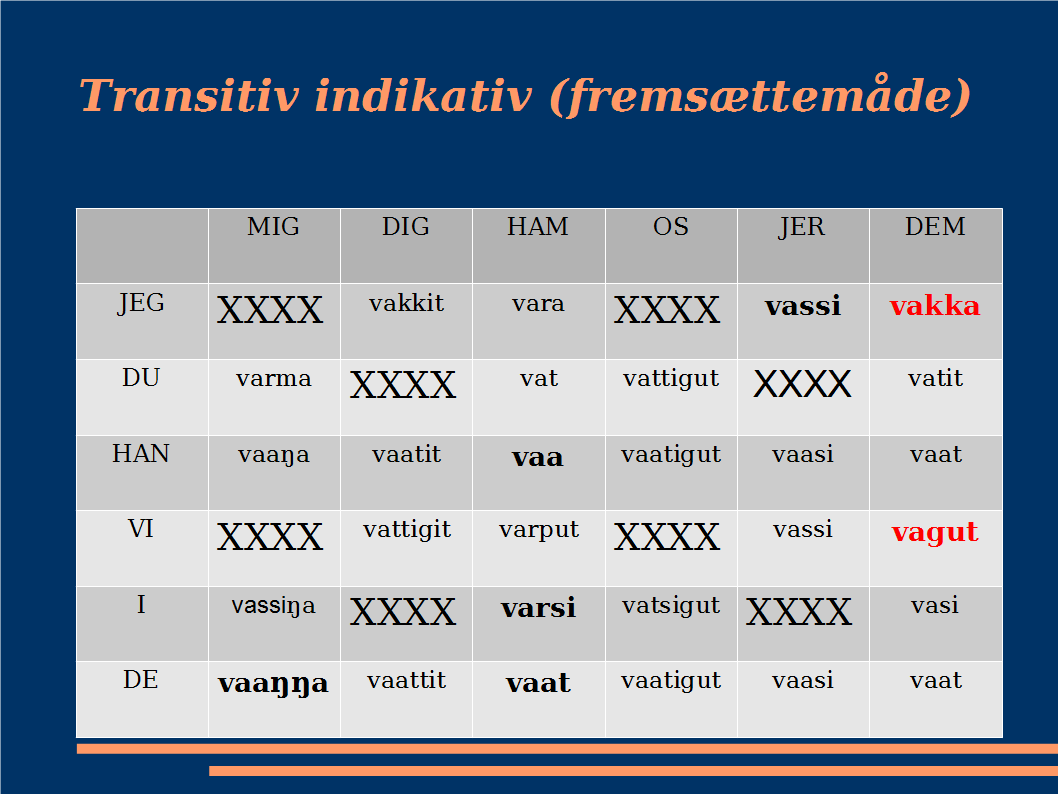 Transitiv indikativ (fremsættemåde)
MIG DIG HAM OS JER DEM
JEG XXXX vakkit vara XXXX vassi vakka
DU varma XXXX vat vattigut XXXX vatit
HAN vaaŋa vaatit vaa vaatigut vaasi vaat
VI XXXX vattigit varput XXXX vassi vagut
I vassiŋa XXXX varsi vatsigut XXXX vasi
DE vaaŋŋa vaattit vaat vaatigut vaasi vaat